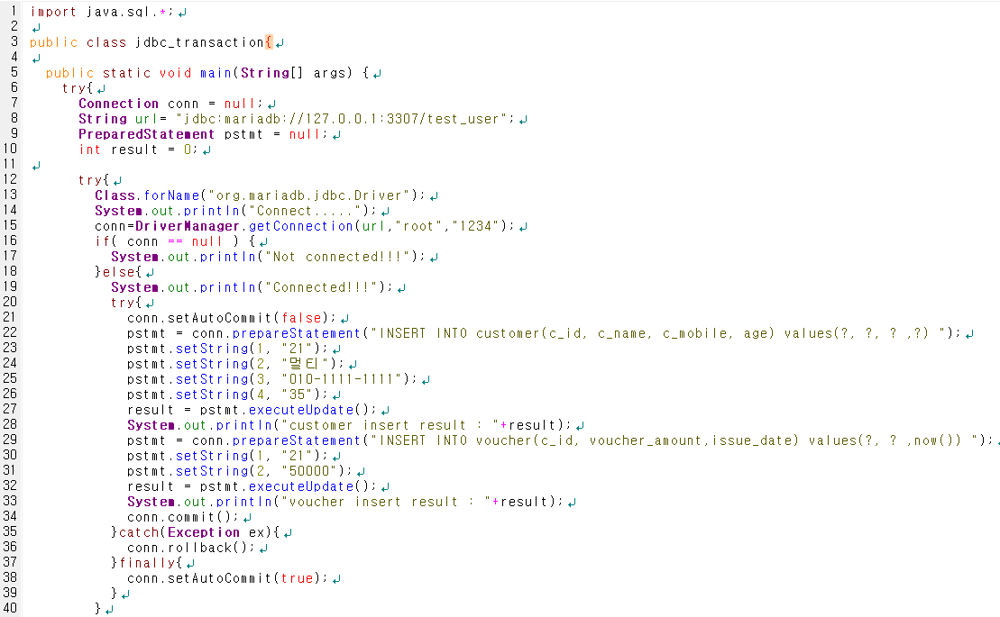 1 import java.sql.*;
2
3 public class jdbc_transaction{
4
5   public static void main(String[] args) {
6     try{
7       Connection conn = null;
8       String url= "jdbc:mariadb://127.0.0.1:3307/test_user";
9       PreparedStatement pstmt = null;
10       int result = 0;
11
12       try{
13         Class.forName("org.mariadb.jdbc.Driver");
14         System.out.println("Connect.....");
15         conn=DriverManager.getConnection(url,"root","1234");
16         if( conn == null ) {
17           System.out.println("Not connected!!!");
18         }else{
19           System.out.println("Connected!!!");
20           try{
21             conn.setAutoCommit(false);
22             pstmt = conn.prepareStatement("INSERT INTO customer(c_id, c_name, c_mobile, age) values(?, ?, ? ,?) ");
23             pstmt.setString(1, "21");
24             pstmt.setString(2, "멀티");
25             pstmt.setString(3, "010-1111-1111");
26             pstmt.setString(4, "35");
27             result = pstmt.executeUpdate();
28             System.out.println("customer insert result : "+result);
29             pstmt = conn.prepareStatement("INSERT INTO voucher(c_id, voucher_amount,issue_date) values(?, ? ,now()) ");
30             pstmt.setString(1, "21");
31             pstmt.setString(2, "50000");
32             result = pstmt.executeUpdate();
33             System.out.println("voucher insert result : "+result);
34             conn.commit();
35           }catch(Exception ex){
36             conn.rollback();
37           }finally{
38             conn.setAutoCommit(true);
39           }
40         }